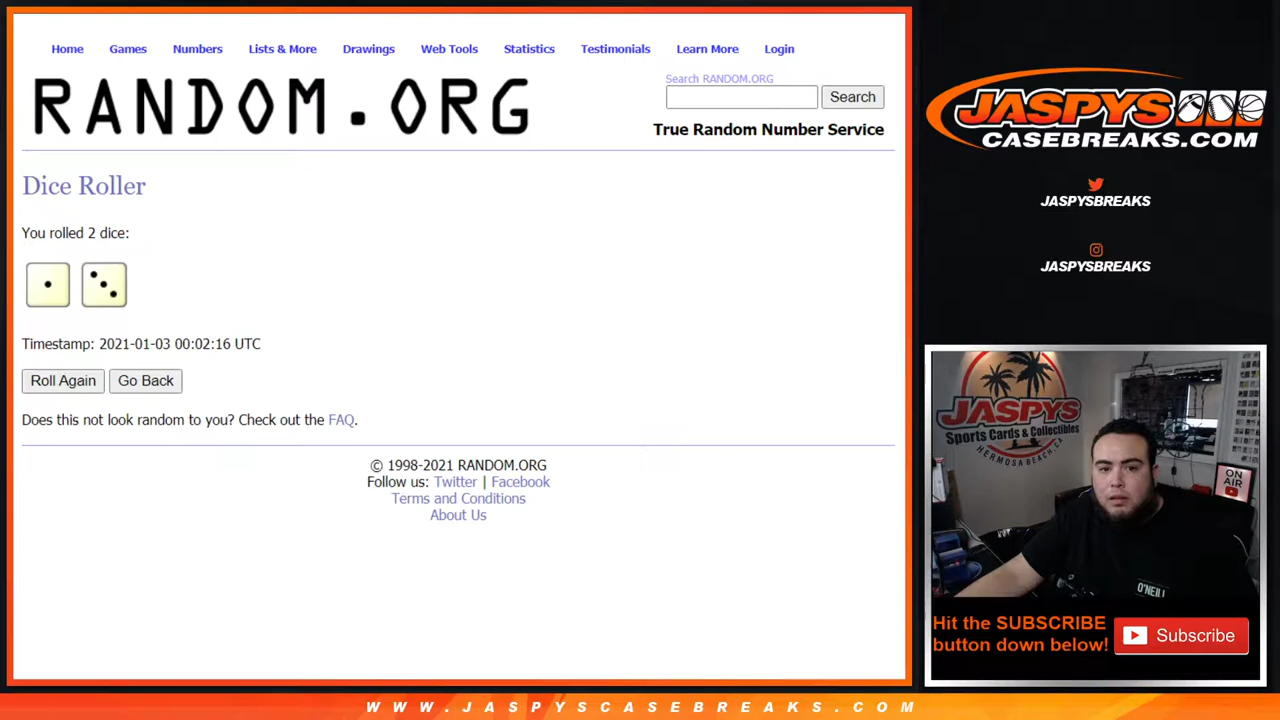 Home Games Numbers Lists & More Drawings Web Tools Statistics Testimonials Learn More Login
RANDOM.ORG
Search RANDOM.ORG
Search
True Random Number Service
Dice Roller
You rolled 2 dice:
Timestamp: 2021-01-03 00:02:16 UTC
Roll Again Go Back
Does this not look random to you? Check out the FAQ.
© 1998-2021 RANDOM.ORG
Follow us: Twitter | Facebook
Terms and Conditions
About Us
JASPYS
CASEBREAKS.COM
JASPYSBREAKS
JASPYSBREAKS
JASPYS
Sports Cards & Collectibles
HERMOSA BEACH, CA
ON
AIR
O'NEILL
Hit the SUBSCRIBE
button down below!
Subscribe
WWW.JASPYSCASEBREAKS.COM